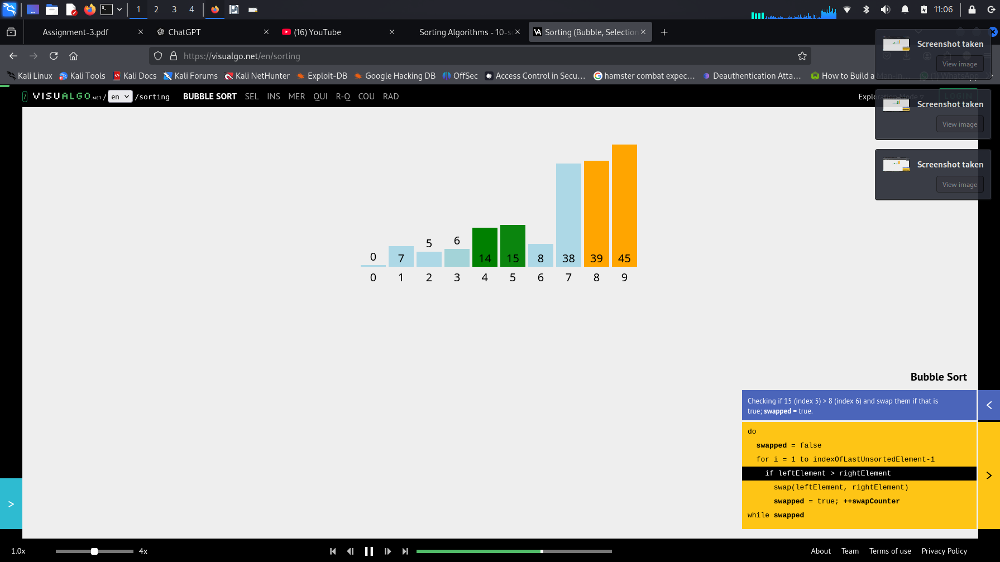 1 2 3 4 11:06
Assignment-3.pdf ChatGPT (16) YouTube Sorting Algorithms - 10-s Sorting (Bubble, Selection
https://visualgo.net/en/sorting
Kali Linux Kali Tools Kali Docs Kali Forums Kali NetHunter Exploit-DB Google Hacking DB OffSec Access Control in Secu… hamster combat expec… Deauthentication Atta… How to Build a Man-in… (1) WhatsApp
Screenshot taken
View image
7 VISUALGO.NET / en /sorting BUBBLE SORT SEL INS MER QUI R-Q COU RAD Exploration Mode LOGIN
Screenshot taken
View image
Screenshot taken
View image
0 7 5 6 14 15 8 38 39 45
0 1 2 3 4 5 6 7 8 9
Bubble Sort
Checking if 15 (index 5) > 8 (index 6) and swap them if that is
true; swapped = true.
do
swapped = false
for i = 1 to indexOfLastUnsortedElement-1
if leftElement > rightElement
swap(leftElement, rightElement)
swapped = true; ++swapCounter
while swapped
1.0x 4x About Team Terms of use Privacy Policy